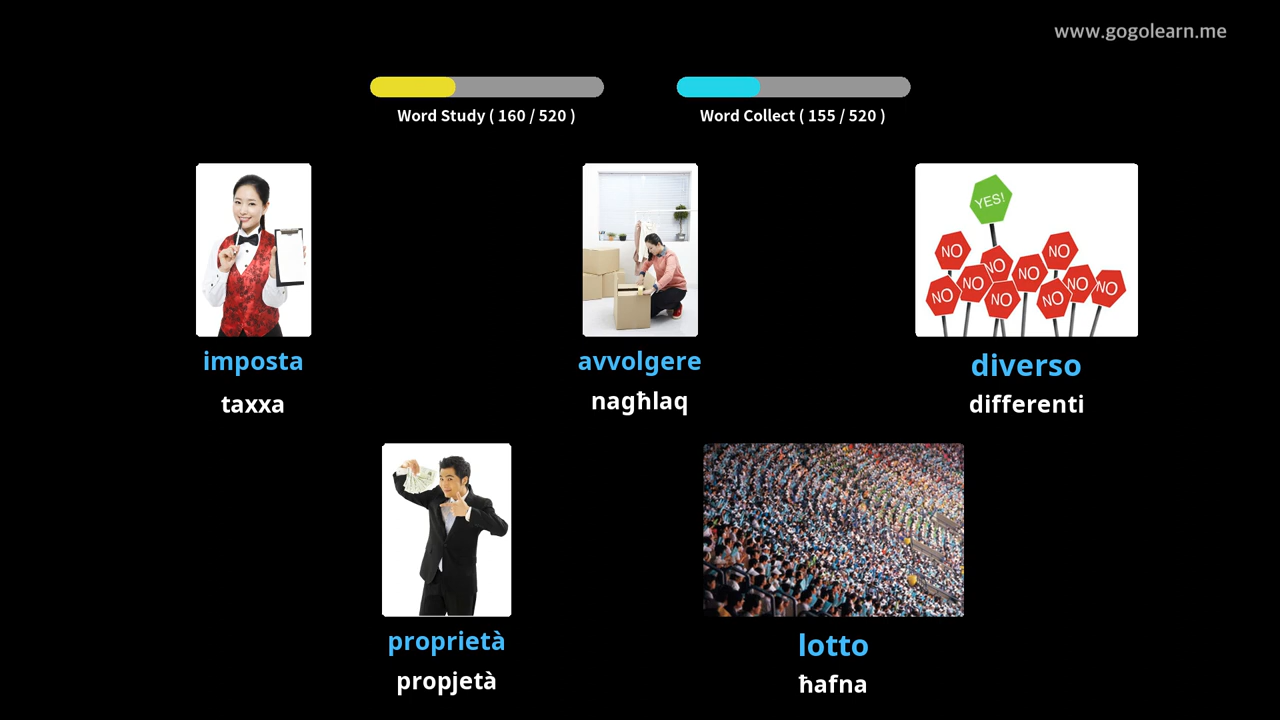 www.gogolearn.me
Word Study ( 160 / 520 )
Word Collect ( 155 / 520 )
YES!
NO
NO
NO
NO
NO
NO
NO
NO
NO
NO
imposta
avvolgere
diverso
taxxa
nagħlaq
differenti
proprietà
lotto
propjetà
ħafna